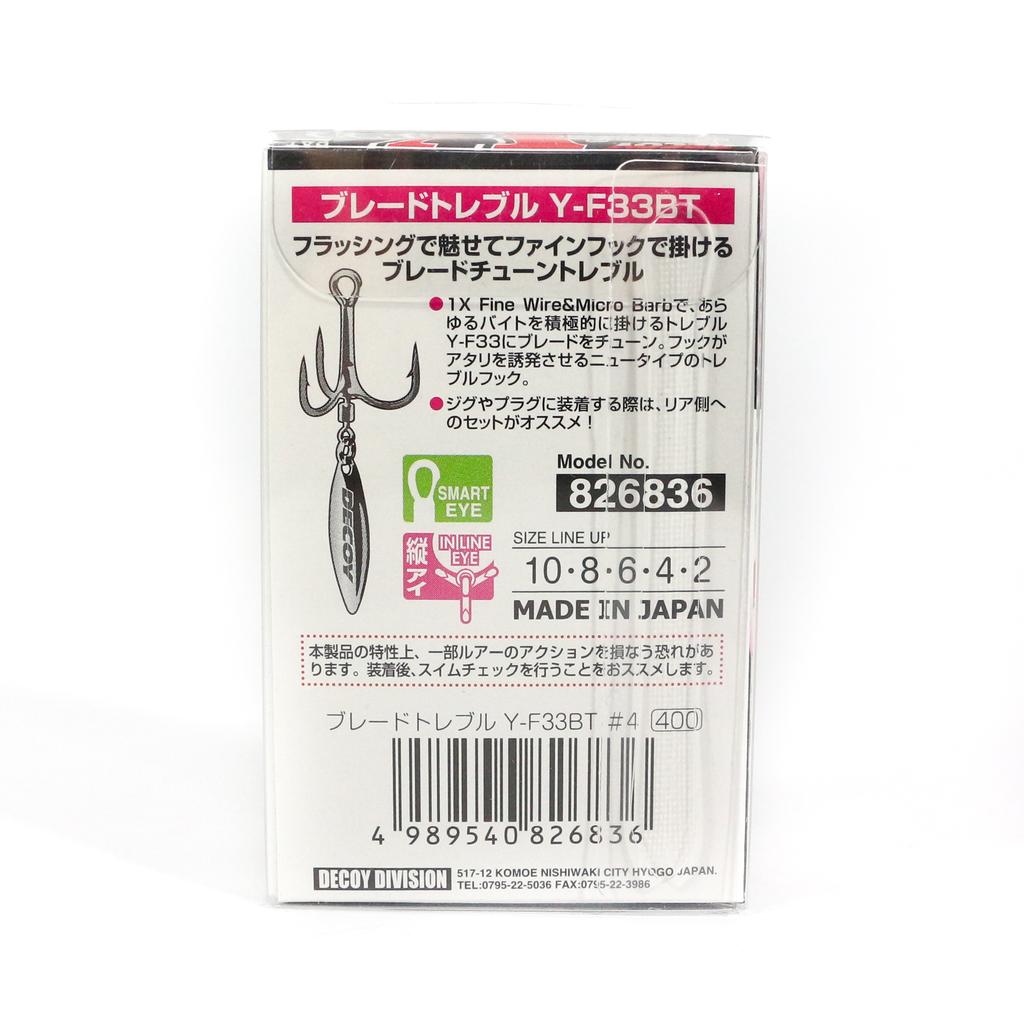 ブレードトレブル Y-F33BT
フラッシングで魅せてファインフックで掛ける
ブレードチューントレブル
●1X Fine Wire&Micro Barbで、あら
ゆるバイトを積極的に掛けるトレブル
Y-F33にブレードをチューン。フックが
アタリを誘発させるニュータイプのトレ
ブルフック。
●ジグやプラグに装着する際は、リア側へ
のセットがオススメ!
DECOY
SMART
EYE
縦アイ
IN LINE
EYE
Model No.
826836
SIZE LINE UP
10・8・6・4・2
MADE IN JAPAN
本製品の特性上、一部ルアーのアクションを損なう恐れがあ
ります。装着後、スイムチェックを行うことをおススメします。
ブレードトレブル Y-F33BT #4 400
4 989540 826836
DECOY DIVISION
517-12 KOMOE NISHIWAKI CITY HYOGO JAPAN.
TEL:0795-22-5036 FAX:0795-22-3986